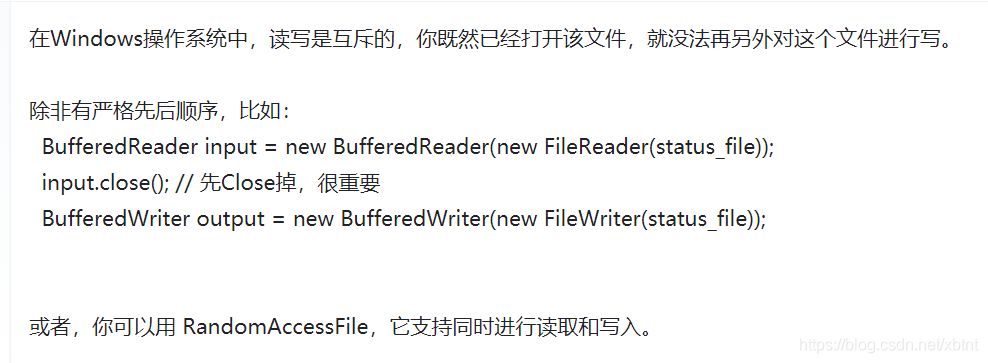 在Windows操作系统中，读写是互斥的，你既然已经打开该文件，就没法再另外对这个文件进行写。
除非有严格先后顺序，比如：
BufferedReader input = new BufferedReader(new FileReader(status_file));
input.close(); // 先Close掉，很重要
BufferedWriter output = new BufferedWriter(new FileWriter(status_file));
或者，你可以用 RandomAccessFile，它支持同时进行读取和写入。
https://blog.csdn.net/xbtnt